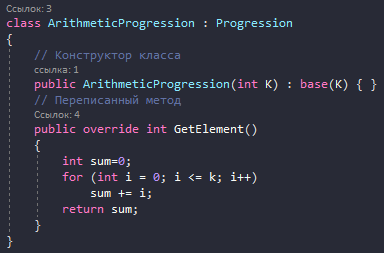 Ссылок: 3
class ArithmeticProgression : Progression
{
// Конструктор класса
ссылка: 1
public ArithmeticProgression(int K) : base(K) { }
// Переписанный метод
Ссылок: 4
public override int GetElement()
{
int sum=0;
for (int i = 0; i <= k; i++)
sum += i;
return sum;
}
}